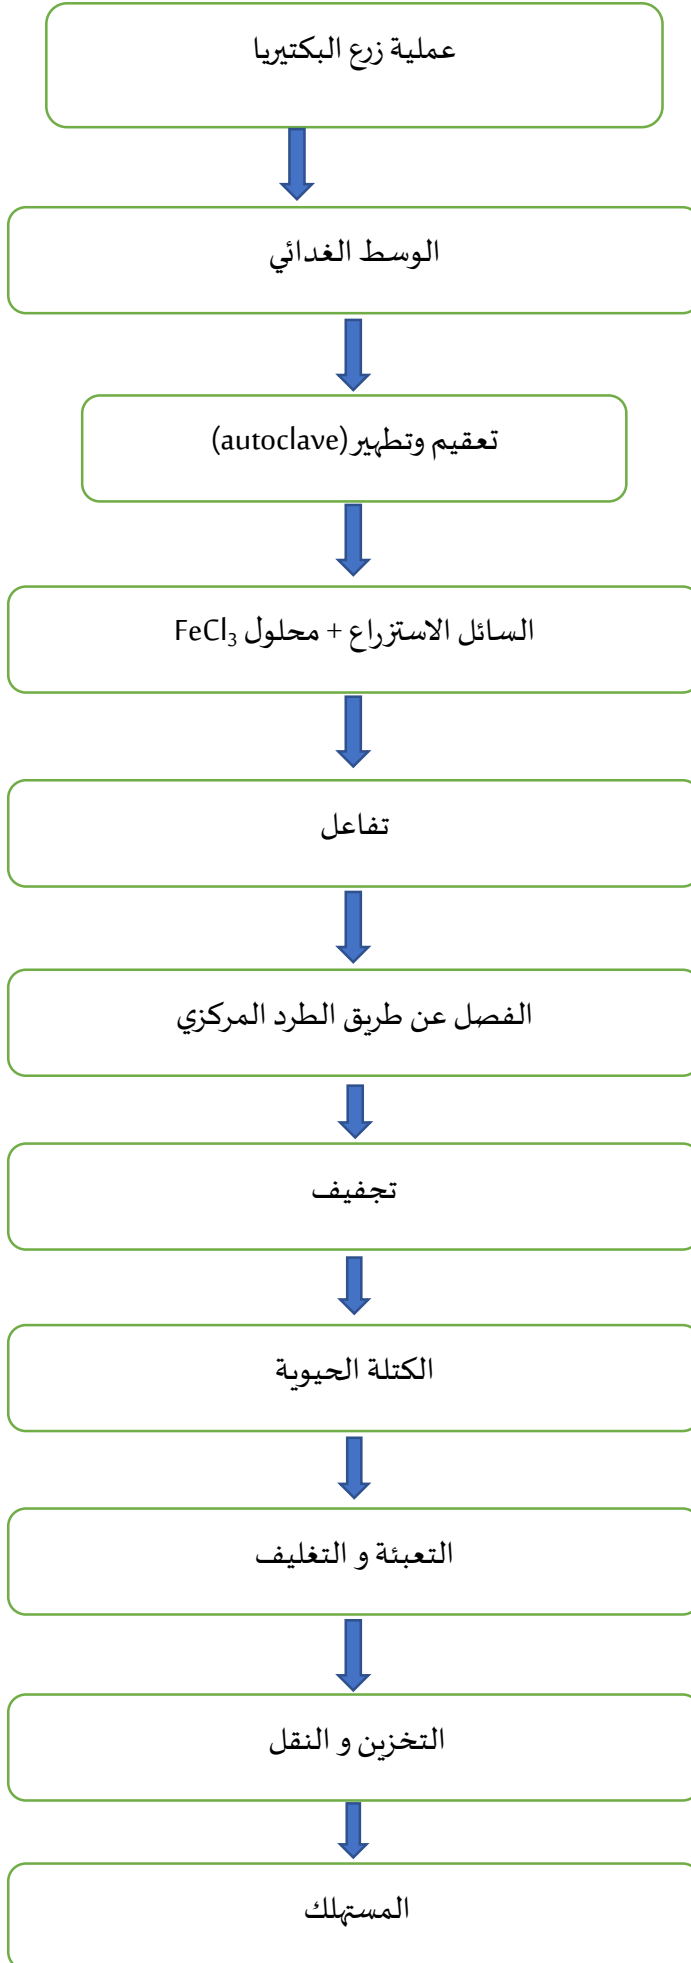 عملية زرع البكتيريا
الوسط الغدائي
تعقيم وتطهير (autoclave)
السائل الاستزراع + محلول FeCl₃
تفاعل
الفصل عن طريق الطرد المركزي
تجفيف
الكتلة الحيوية
التعبئة و التغليف
التخزين و النقل
المستهلك